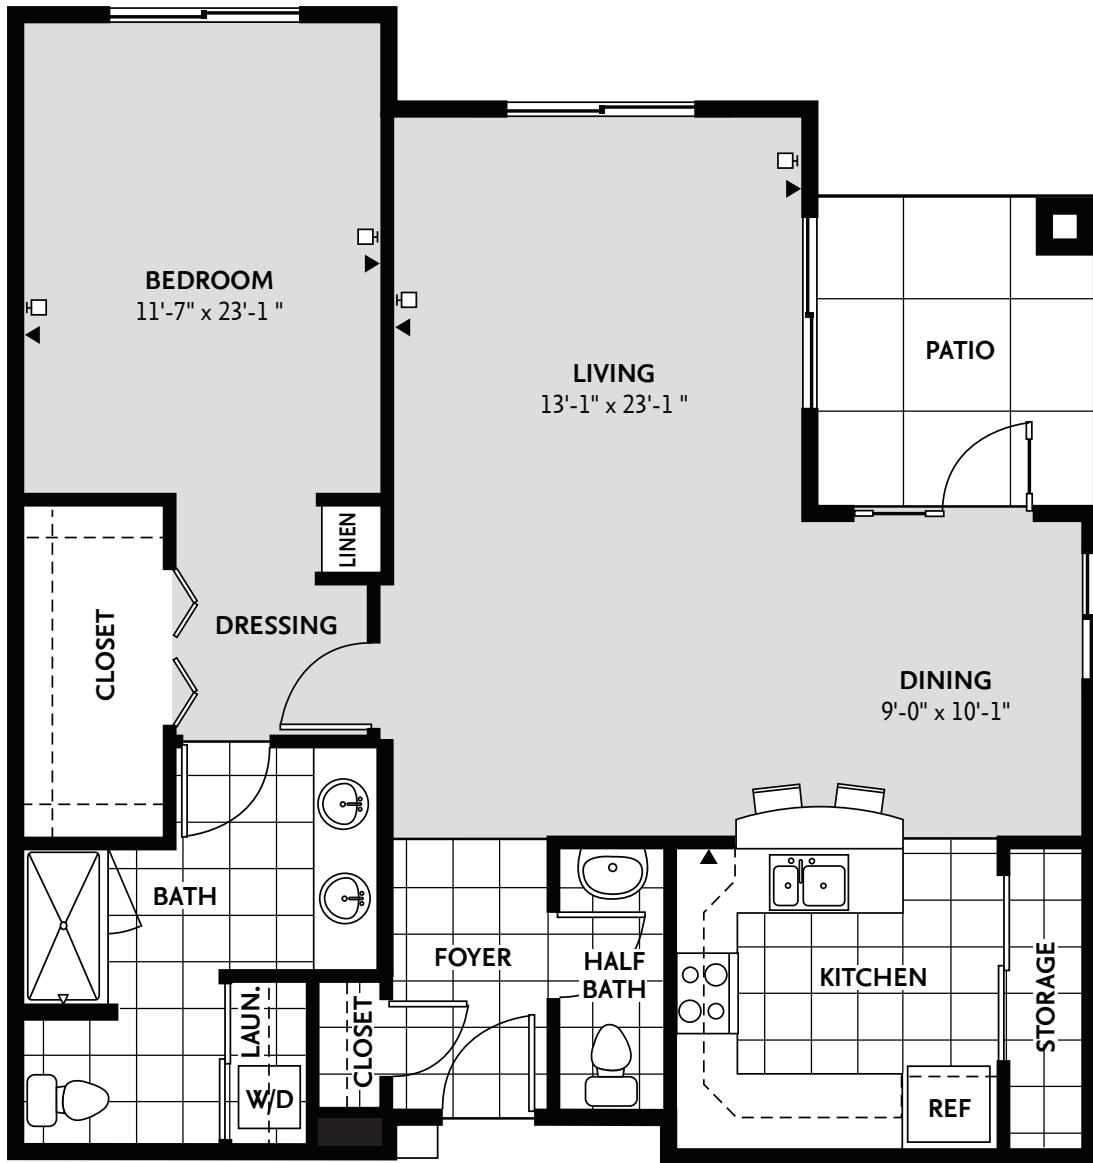 BEDROOM
11'-7" x 23'-1 "
LIVING
13'-1" x 23'-1 "
PATIO
LINEN
CLOSET
DRESSING
DINING
9'-0" x 10'-1"
BATH
FOYER
HALF
BATH
KITCHEN
STORAGE
LAUN.
CLOSET
W/D
REF